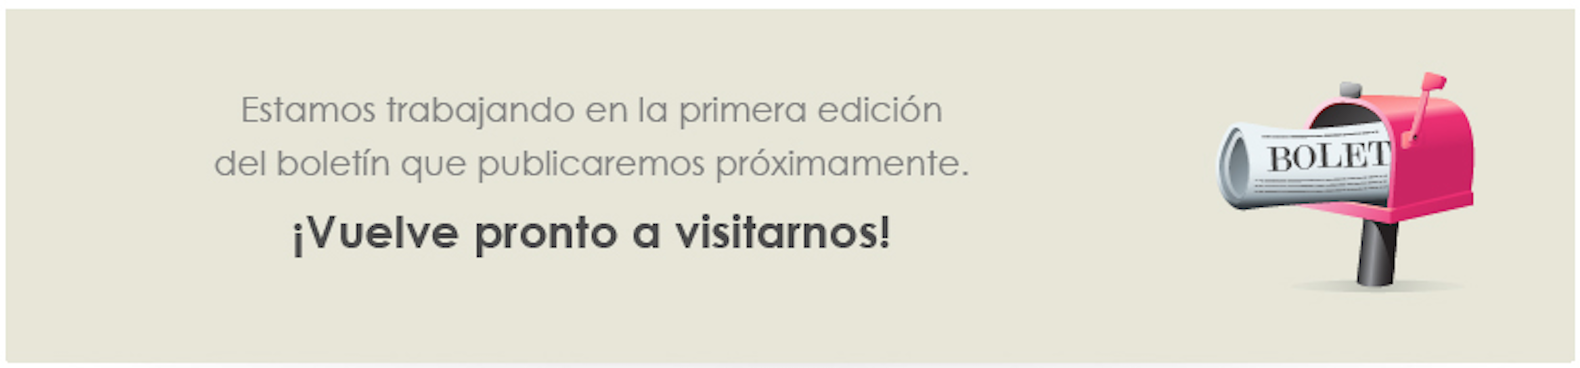 Estamos trabajando en la primera edición
del boletín que publicaremos próximamente.
¡Vuelve pronto a visitarnos!
BOLET